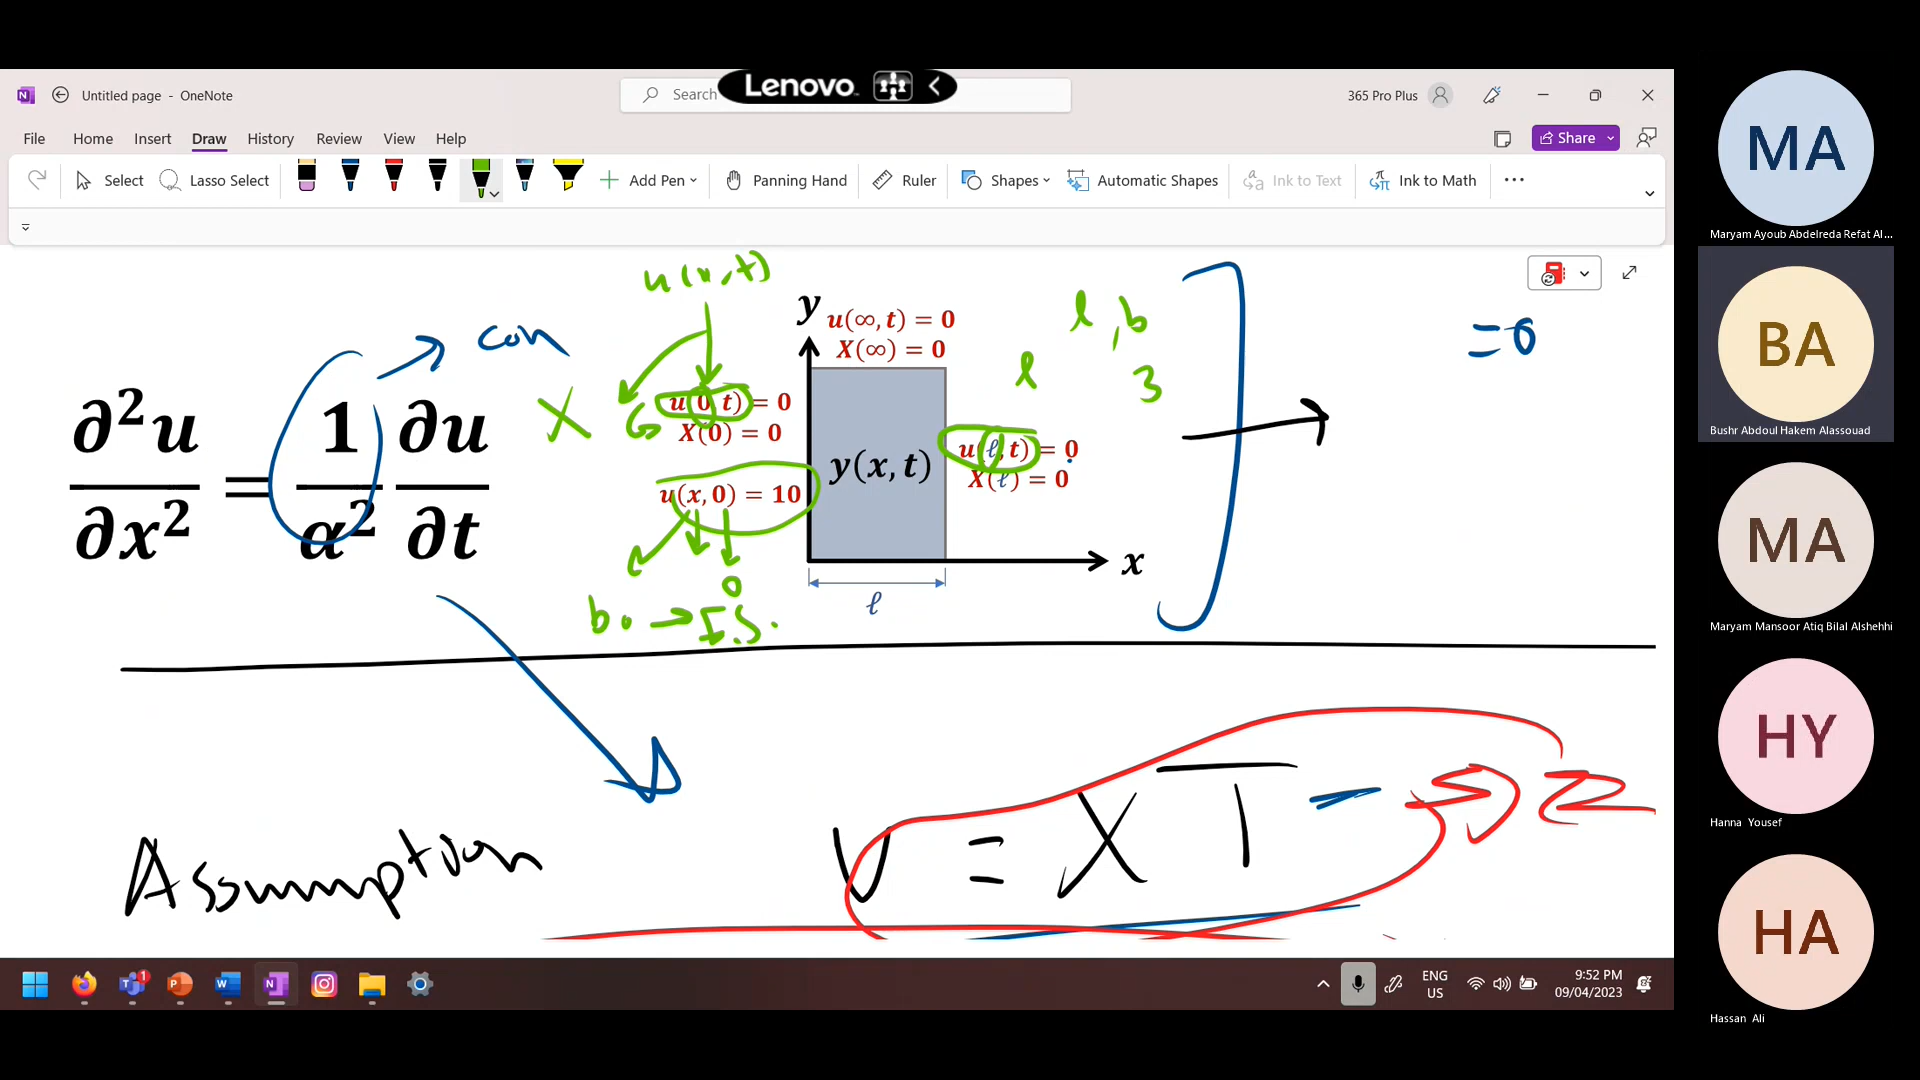 Lenovo
Untitled page - OneNote
Search
365 Pro Plus
File Home Insert Draw History Review View Help
Share
Select Lasso Select Add Pen Panning Hand Ruler Shapes Automatic Shapes Ink to Text Ink to Math
u(x,t)
y
u(∞, t) = 0
X(∞) = 0
l , b
l
3
= 0
con
∂²u/∂x² = 1/α² ∂u/∂t
X
u(0, t) = 0
X(0) = 0
u(x, 0) = 10
y(x, t)
u(ℓ, t) = 0
X(ℓ) = 0
x
ℓ
0
b. → I.S.
Assumption
U = X T
2
ENG
US
9:52 PM
09/04/2023
MA
Maryam Ayoub Abdelreda Refat Al...
BA
Bushr Abdoul Hakem Alassouad
MA
Maryam Mansoor Atiq Bilal Alshehhi
HY
Hanna Yousef
HA
Hassan Ali